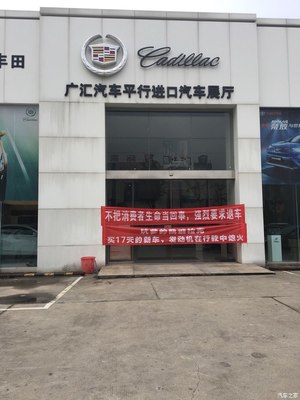 Cadillac
丰田
广汇汽车平行进口汽车展厅
不把消费者生命当回事，强烈要求退车
买17天的新车，发动机在行驶中熄火
汽车之家